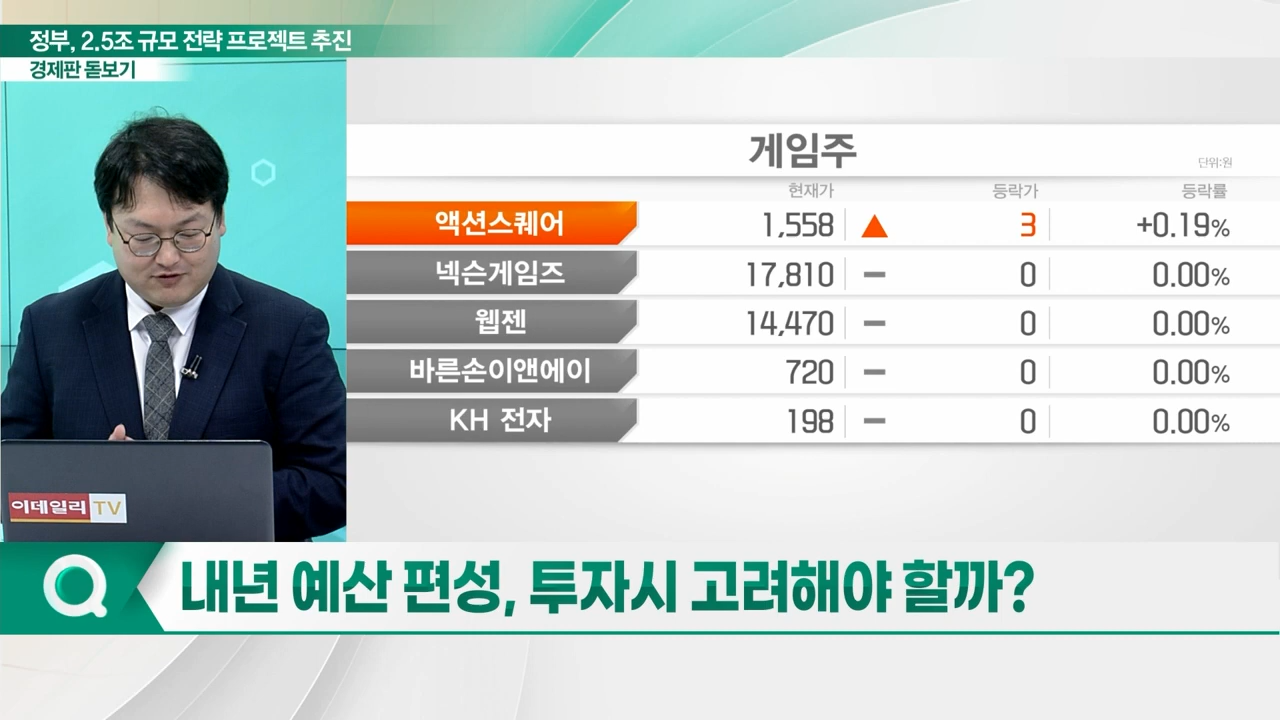 정부, 2.5조 규모 전략 프로젝트 추진
경제판 돋보기
게임주
단위:원
현재가 등락가 등락률
액션스퀘어 1,558 ▲ 3 +0.19%
넥슨게임즈 17,810 － 0 0.00%
웹젠 14,470 － 0 0.00%
바른손이앤에이 720 － 0 0.00%
KH 전자 198 － 0 0.00%
이데일리 TV
내년 예산 편성, 투자시 고려해야 할까?